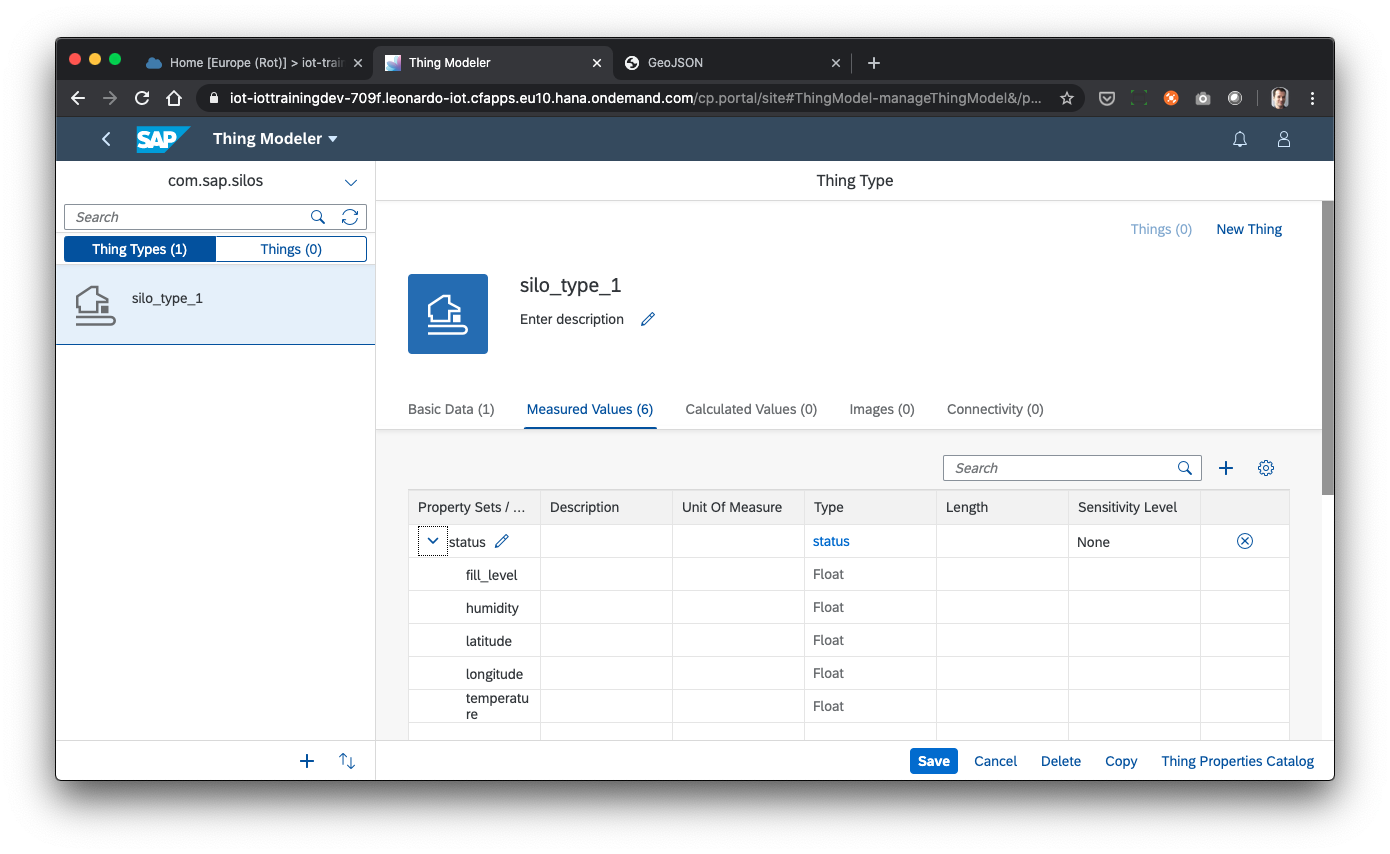 Home [Europe (Rot)] > iot-trair
Thing Modeler
GeoJSON
iot-iottrainingdev-709f.leonardo-iot.cfapps.eu10.hana.ondemand.com/cp.portal/site#ThingModel-manageThingModel&/p...
SAP
Thing Modeler
com.sap.silos
Thing Type
Search
Things (0)
New Thing
Thing Types (1)
Things (0)
silo_type_1
silo_type_1
Enter description
Basic Data (1)
Measured Values (6)
Calculated Values (0)
Images (0)
Connectivity (0)
Search
Property Sets / ...
Description
Unit Of Measure
Type
Length
Sensitivity Level
status
status
None
fill_level
Float
humidity
Float
latitude
Float
longitude
Float
temperatu
re
Float
Save
Cancel
Delete
Copy
Thing Properties Catalog